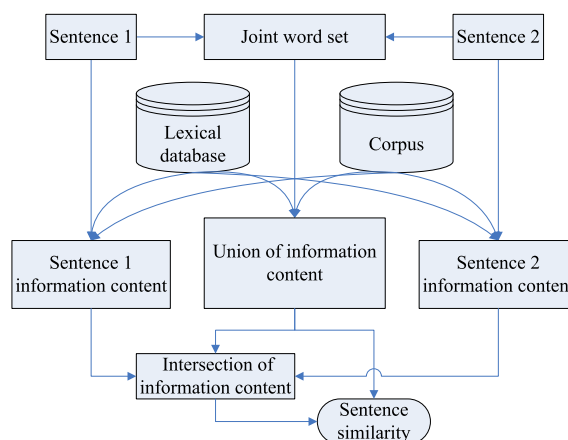 Sentence 1
Joint word set
Sentence 2
Lexical
database
Corpus
Sentence 1
information content
Union of information
content
Sentence 2
information content
Intersection of
information content
Sentence
similarity